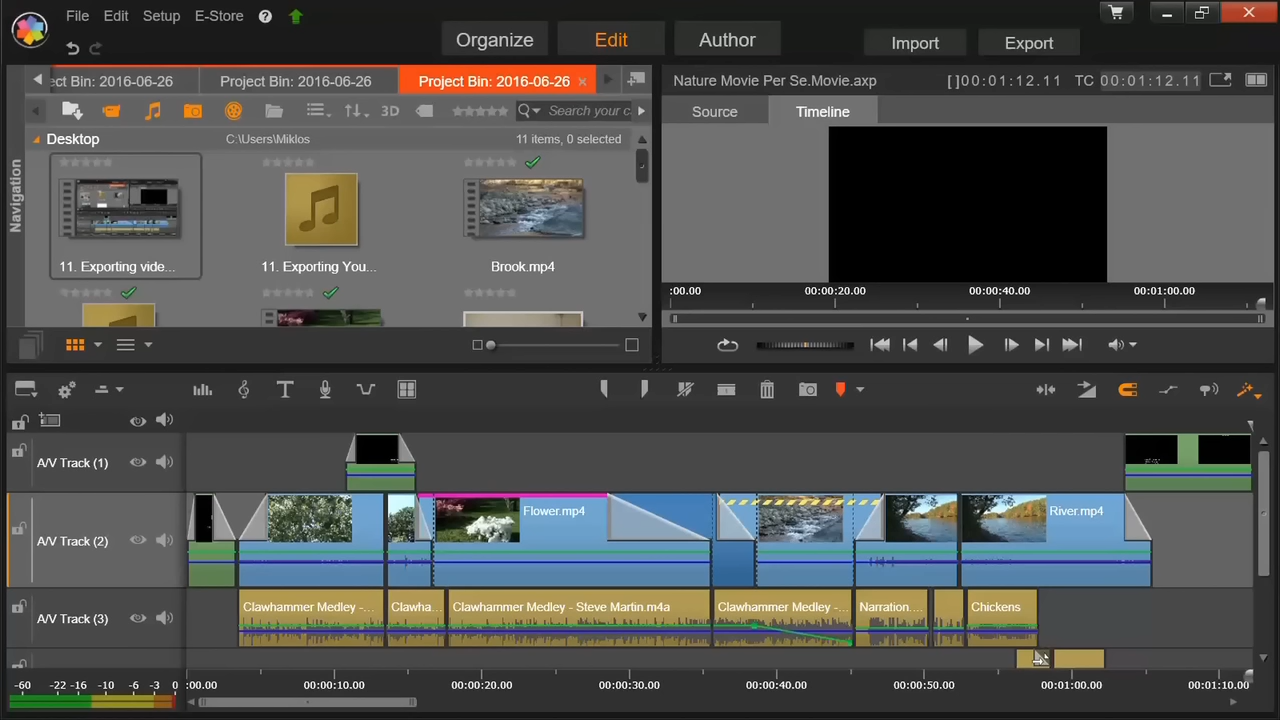 File Edit Setup E-Store ?
Organize Edit Author Import Export
ect Bin: 2016-06-26 Project Bin: 2016-06-26 Project Bin: 2016-06-26 ×
Nature Movie Per Se.Movie.axp [ ] 00:01:12.11 TC 00:01:12.11
3D Search your c
Source Timeline
Navigation
Desktop C:\Users\Miklos 11 items, 0 selected
11. Exporting vide... 11. Exporting You... Brook.mp4
:00.00 00:00:20.00 00:00:40.00 00:01:00.00
A/V Track (1)
Flower.mp4 River.mp4
A/V Track (2)
Clawhammer Medley -... Clawha... Clawhammer Medley - Steve Martin.m4a Clawhammer Medley -... Narration.... Chickens
A/V Track (3)
-60 -22 -16 -10 -6 -3 0 :00.00 00:00:10.00 00:00:20.00 00:00:30.00 00:00:40.00 00:00:50.00 00:01:00.00 00:01:10.00